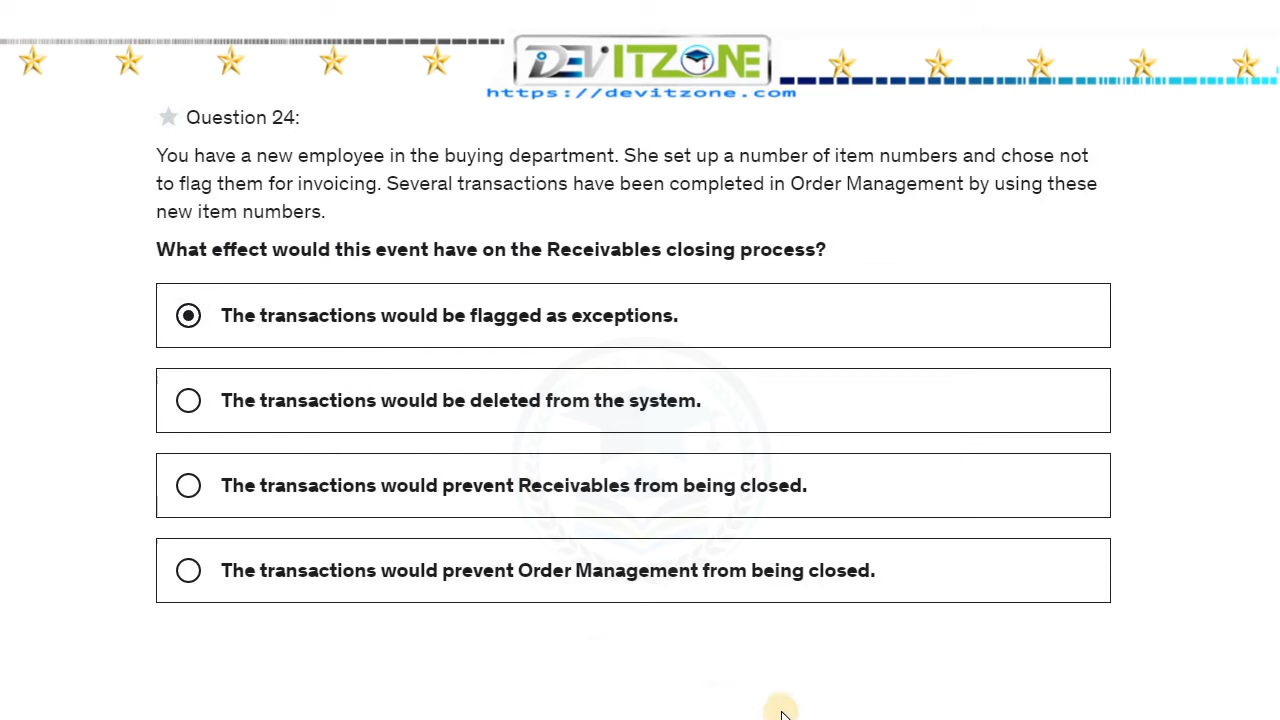 DEVITZONE
https://devitzone.com
Question 24:
You have a new employee in the buying department. She set up a number of item numbers and chose not
to flag them for invoicing. Several transactions have been completed in Order Management by using these
new item numbers.
What effect would this event have on the Receivables closing process?
The transactions would be flagged as exceptions.
The transactions would be deleted from the system.
The transactions would prevent Receivables from being closed.
The transactions would prevent Order Management from being closed.